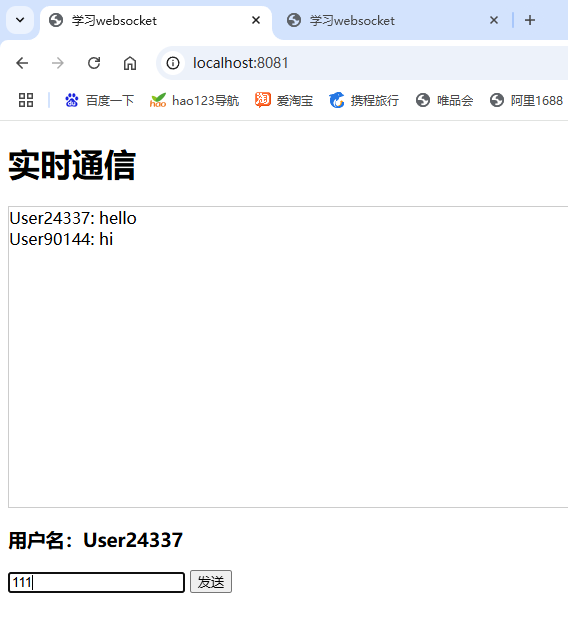 学习websocket
学习websocket
localhost:8081
百度一下 hao123导航 爱淘宝 携程旅行 唯品会 阿里1688
实时通信
User24337: hello
User90144: hi
用户名：User24337
111 发送